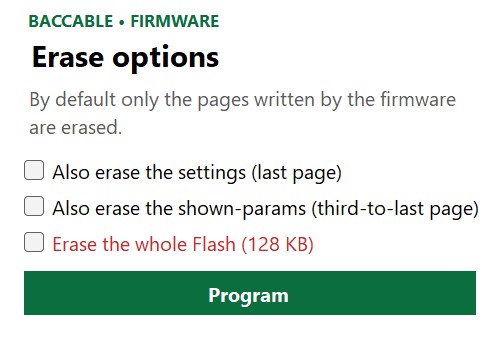 BACCABLE • FIRMWARE
Erase options
By default only the pages written by the firmware
are erased.
Also erase the settings (last page)
Also erase the shown-params (third-to-last page)
Erase the whole Flash (128 KB)
Program